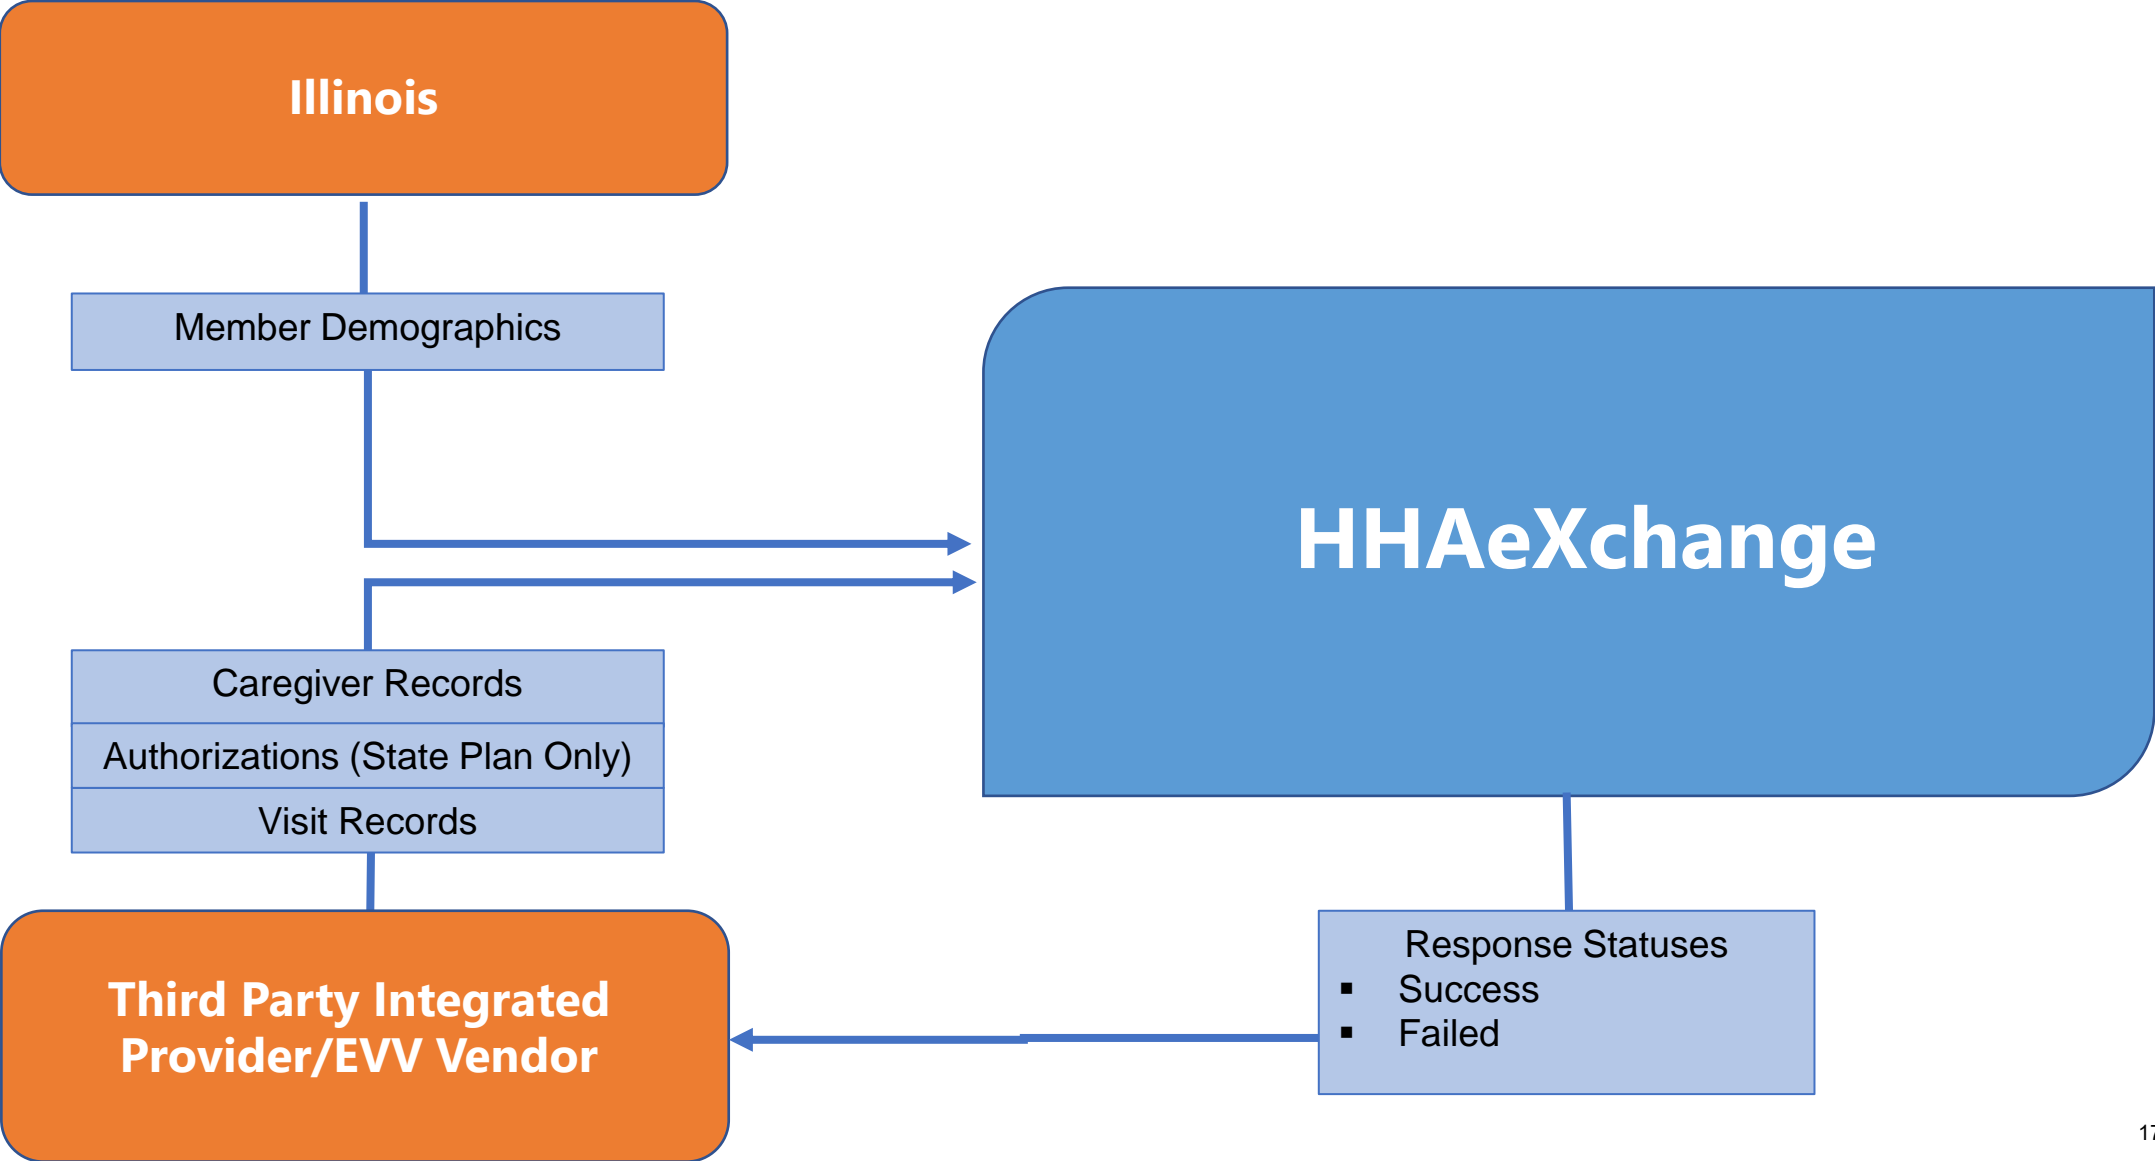 Illinois
Member Demographics
HHAeXchange
Caregiver Records
Authorizations (State Plan Only)
Visit Records
Third Party Integrated
Provider/EVV Vendor
Response Statuses
▪ Success
▪ Failed
17